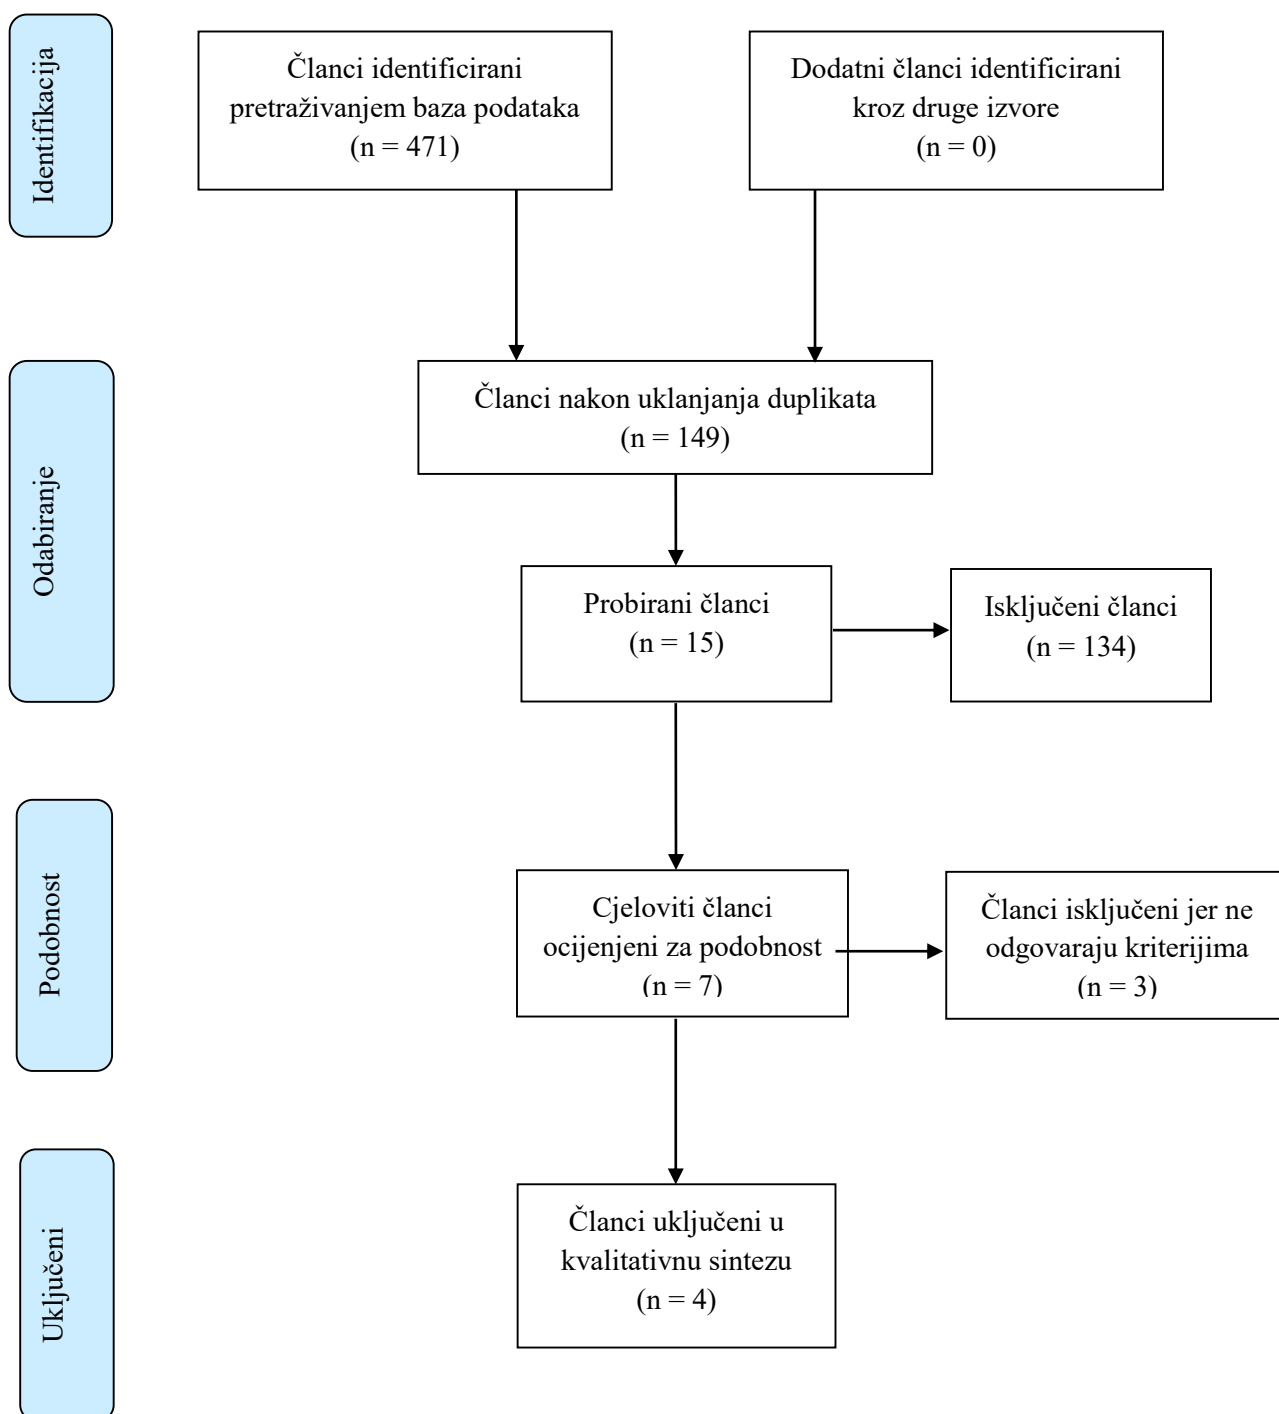 Identifikacija
Članci identificirani
pretraživanjem baza podataka
(n = 471)
Dodatni članci identificirani
kroz druge izvore
(n = 0)
Odabiranje
Članci nakon uklanjanja duplikata
(n = 149)
Probirani članci
(n = 15)
Isključeni članci
(n = 134)
Podobnost
Cjeloviti članci
ocijenjeni za podobnost
(n = 7)
Članci isključeni jer ne
odgovaraju kriterijima
(n = 3)
Uključeni
Članci uključeni u
kvalitativnu sintezu
(n = 4)